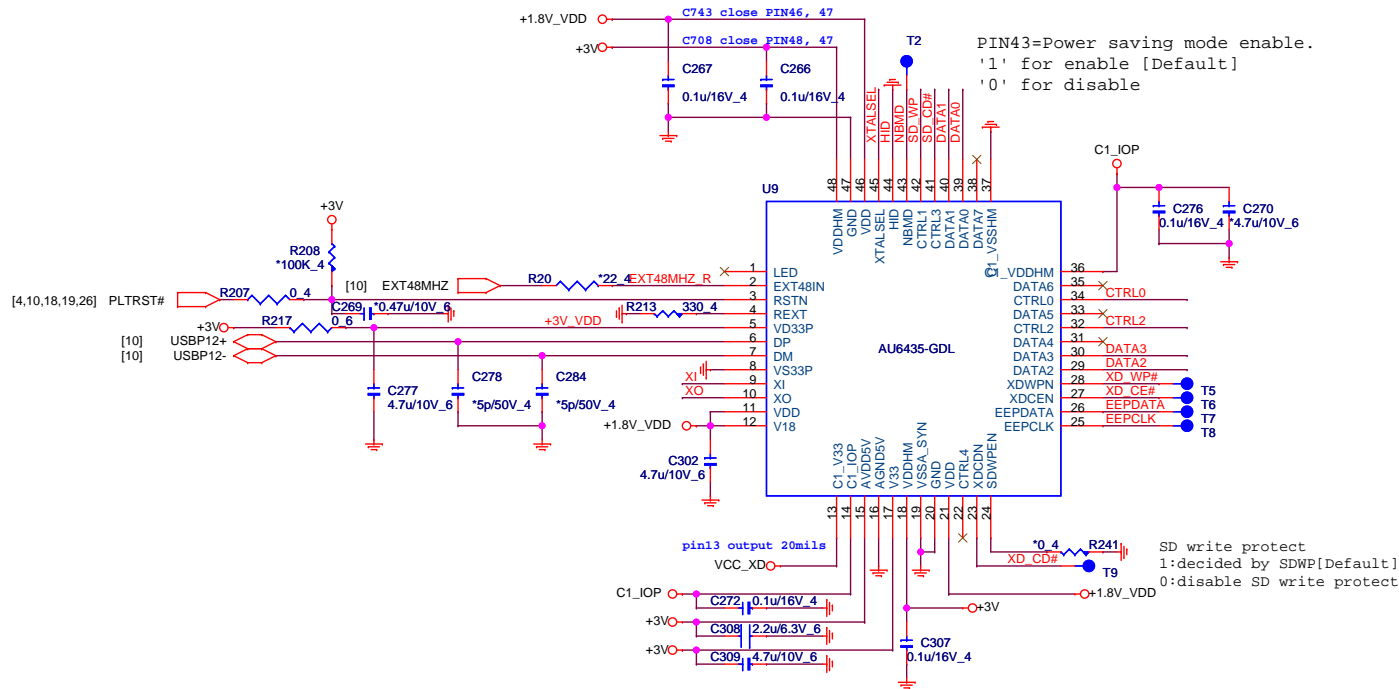 C743 close PIN46, 47
+1.8V_VDD
C708 close PIN48, 47
+3V
T2
PIN43=Power saving mode enable.
'1' for enable [Default]
'0' for disable
C267
0.1u/16V_4
C266
0.1u/16V_4
XTALSEL
HID
NBMD
SD_WP
SD_CD#
DATA1
DATA0
C1_IOP
48
47
46
45
44
43
42
41
40
39
38
37
U9
VDDHM
GND
VDD
XTALSEL
HID
NBMD
CTRL1
CTRL3
DATA1
DATA0
DATA7
C1_VSSHM
C276
0.1u/16V_4
C270
*4.7u/10V_6
+3V
R208
*100K_4
[4,10,18,19,26] PLTRST#
R207
0_4
[10] EXT48MHZ
R20
*22_4
EXT48MHZ_R
C269
*0.47u/10V_6
R213
330_4
+3V
R217
0_6
+3V_VDD
[10] USBP12+
[10] USBP12-
C277
4.7u/10V_6
C278
*5p/50V_4
C284
*5p/50V_4
XI
XO
+1.8V_VDD
C302
4.7u/10V_6
1 LED
2 EXT48IN
3 RSTN
4 REXT
5 VD33P
6 DP
7 DM
8 VS33P
9 XI
10 XO
11 VDD
12 V18
AU6435-GDL
C1_VDDHM 36
DATA6 35
CTRL0 34 CTRL0
DATA5 33
CTRL2 32 CTRL2
DATA4 31
DATA3 30 DATA3
DATA2 29 DATA2
XDWPN 28 XD_WP#
XDCEN 27 XD_CE#
EEPDATA 26 EEPDATA
EEPCLK 25 EEPCLK
T5
T6
T7
T8
C1_V33
C1_IOP
AVDD5V
AGND5V
V33
VDDHM
VSSA_SYN
GND
VDD
CTRL4
XDCDN
SDWPEN
13
14
15
16
17
18
19
20
21
22
23
24
pin13 output 20mils
VCC_XD
*0_4
R241
XD_CD#
T9
SD write protect
1:decided by SDWP[Default]
0:disable SD write protect
C1_IOP
C272
0.1u/16V_4
+3V
C308
2.2u/6.3V_6
+3V
C309
4.7u/10V_6
+1.8V_VDD
+3V
C307
0.1u/16V_4